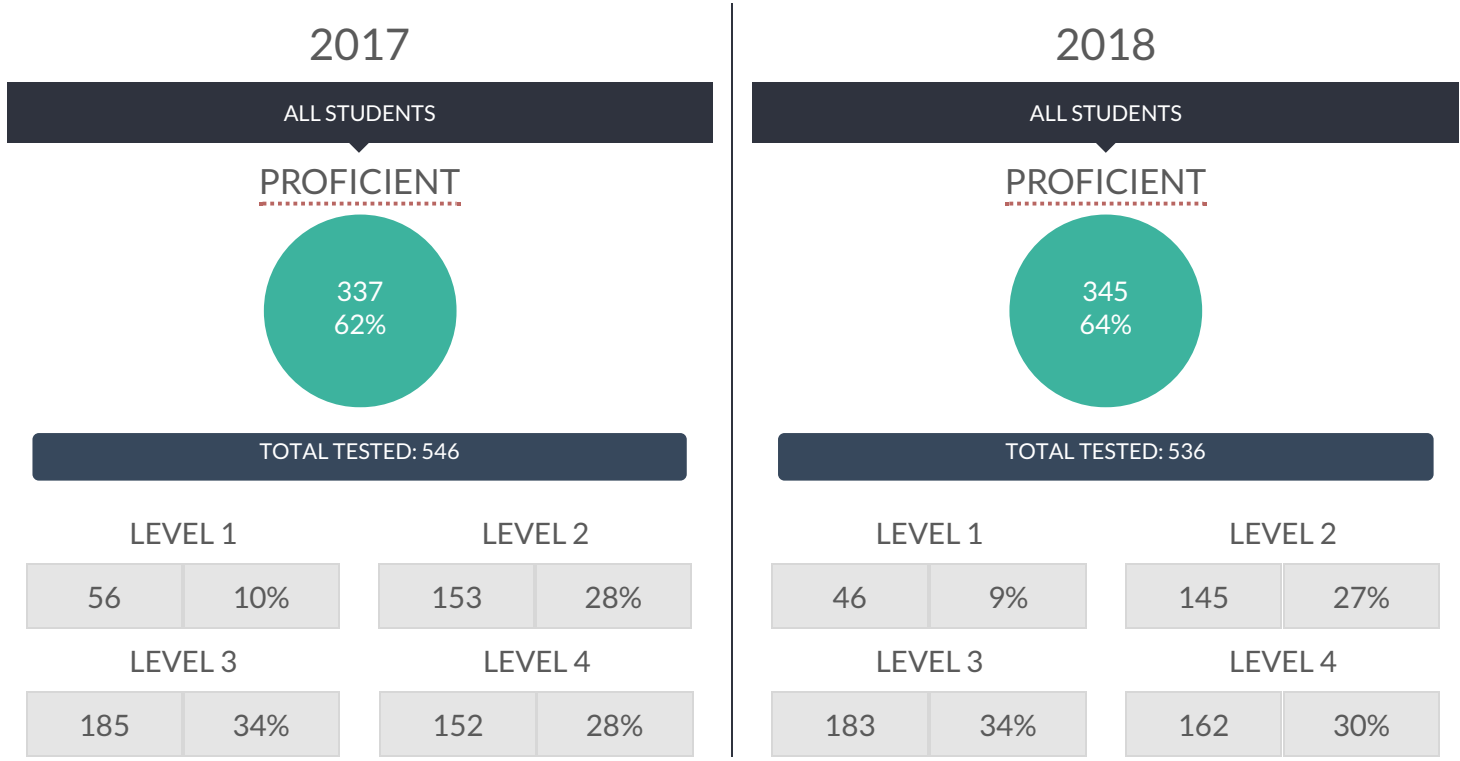 2017
ALL STUDENTS
PROFICIENT
337
62%
TOTAL TESTED: 546
LEVEL 1 LEVEL 2
56 10% 153 28%
LEVEL 3 LEVEL 4
185 34% 152 28%
2018
ALL STUDENTS
PROFICIENT
345
64%
TOTAL TESTED: 536
LEVEL 1 LEVEL 2
46 9% 145 27%
LEVEL 3 LEVEL 4
183 34% 162 30%